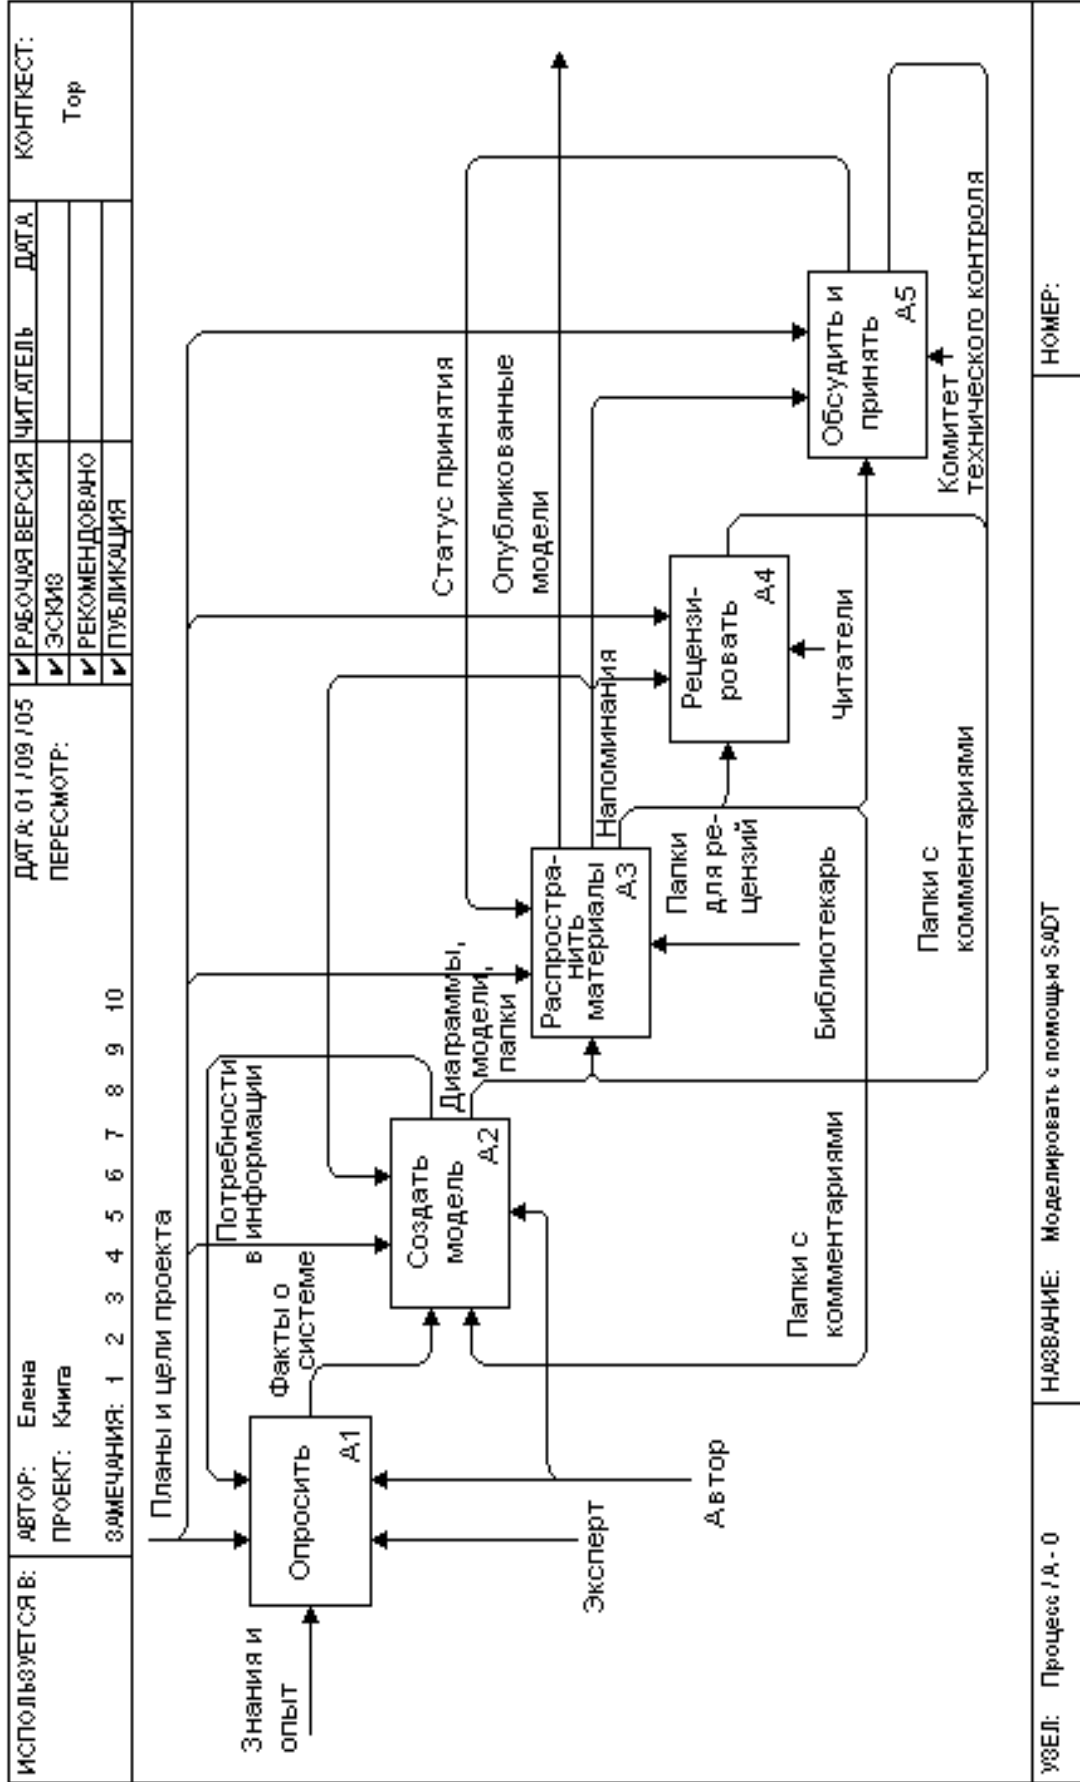 ИСПОЛЬЗУЕТСЯ В:
АВТОР: Елена
ПРОЕКТ: Книга
ЗАМЕЧАНИЯ: 1 2 3 4 5 6 7 8 9 10
ДАТА: 01 / 09 / 05
ПЕРЕСМОТР:
✔ РАБОЧАЯ ВЕРСИЯ
✔ ЭСКИЗ
✔ РЕКОМЕНДОВАНО
✔ ПУБЛИКАЦИЯ
ЧИТАТЕЛЬ ДАТА
КОНТКЕСТ:
Top
Планы и цели проекта
Потребности
в информации
Знания и
опыт
Опросить
A1
Факты о
системе
Эксперт
Автор
Создать
модель
A2
Диаграммы,
модели,
папки
Папки с
комментариями
Распростра-
нить
материалы
A3
Статус принятия
Опубликованные
модели
Напоминания
Папки
для ре-
цензий
Библиотекарь
Рецензи-
ровать
A4
Читатели
Папки с
комментариями
Обсудить и
принять
A5
Комитет
технического контроля
УЗЕЛ: Процесс / A - 0
НАЗВАНИЕ: Моделировать с помощью SADT
НОМЕР: